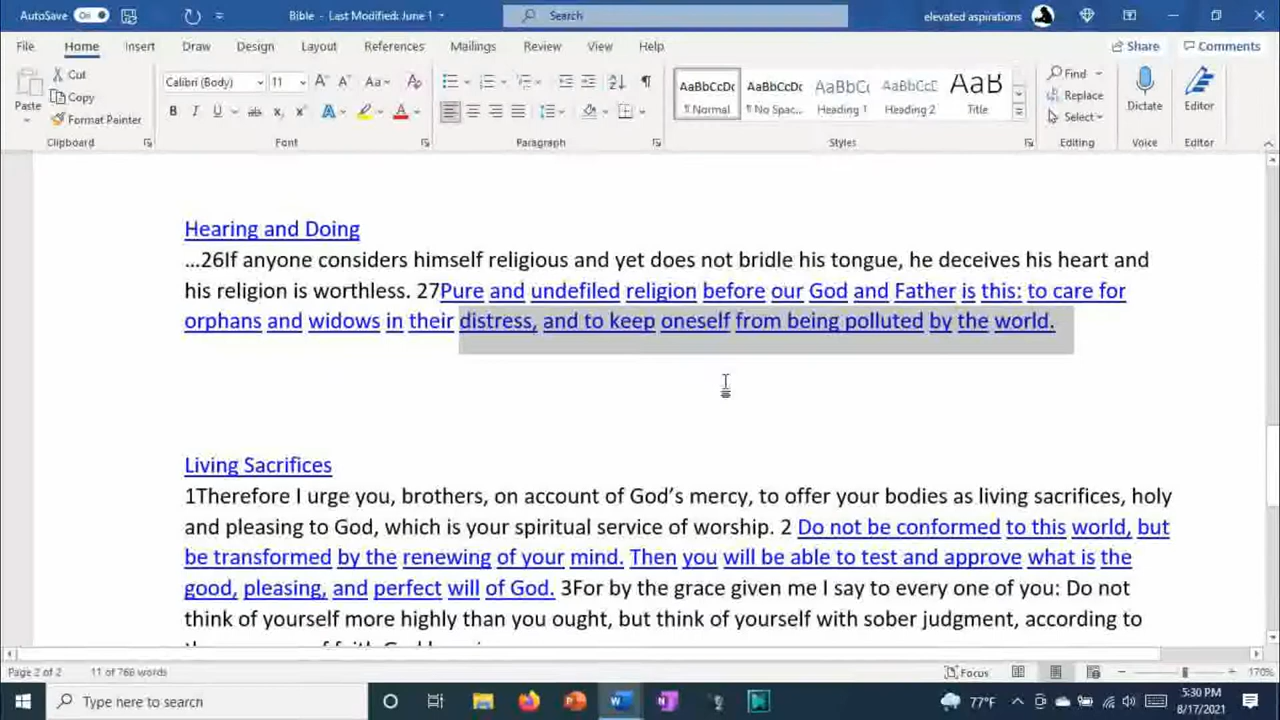 AutoSave On Bible - Last Modified: June 1 Search elevated aspirations
File Home Insert Draw Design Layout References Mailings Review View Help Share Comments
Paste Cut Copy Format Painter
Calibri (Body) 11 Aa
B I U ab x₂ x² A A
AaBbCcDc ¶ Normal
AaBbCcDc ¶ No Spac...
AaBbC Heading 1
AaBbCcD Heading 2
AaB Title
Find Replace Select
Dictate Editor
Clipboard Font Paragraph Styles Editing Voice Editor
Hearing and Doing
...26If anyone considers himself religious and yet does not bridle his tongue, he deceives his heart and
his religion is worthless. 27Pure and undefiled religion before our God and Father is this: to care for
orphans and widows in their distress, and to keep oneself from being polluted by the world.
Living Sacrifices
1Therefore I urge you, brothers, on account of God's mercy, to offer your bodies as living sacrifices, holy
and pleasing to God, which is your spiritual service of worship. 2 Do not be conformed to this world, but
be transformed by the renewing of your mind. Then you will be able to test and approve what is the
good, pleasing, and perfect will of God. 3For by the grace given me I say to every one of you: Do not
think of yourself more highly than you ought, but think of yourself with sober judgment, according to
Page 2 of 2 11 of 766 words Focus 170%
Type here to search 77°F 5:30 PM
8/17/2021